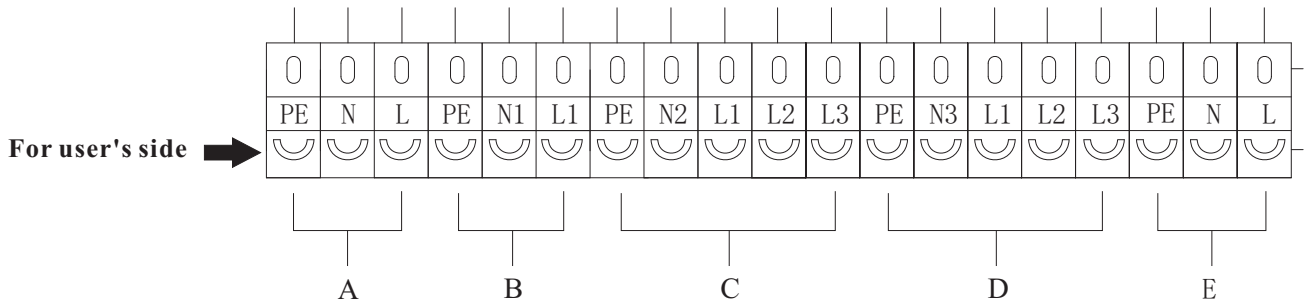 PE N L PE N1 L1 PE N2 L1 L2 L3 PE N3 L1 L2 L3 PE N L
For user's side
A B C D E